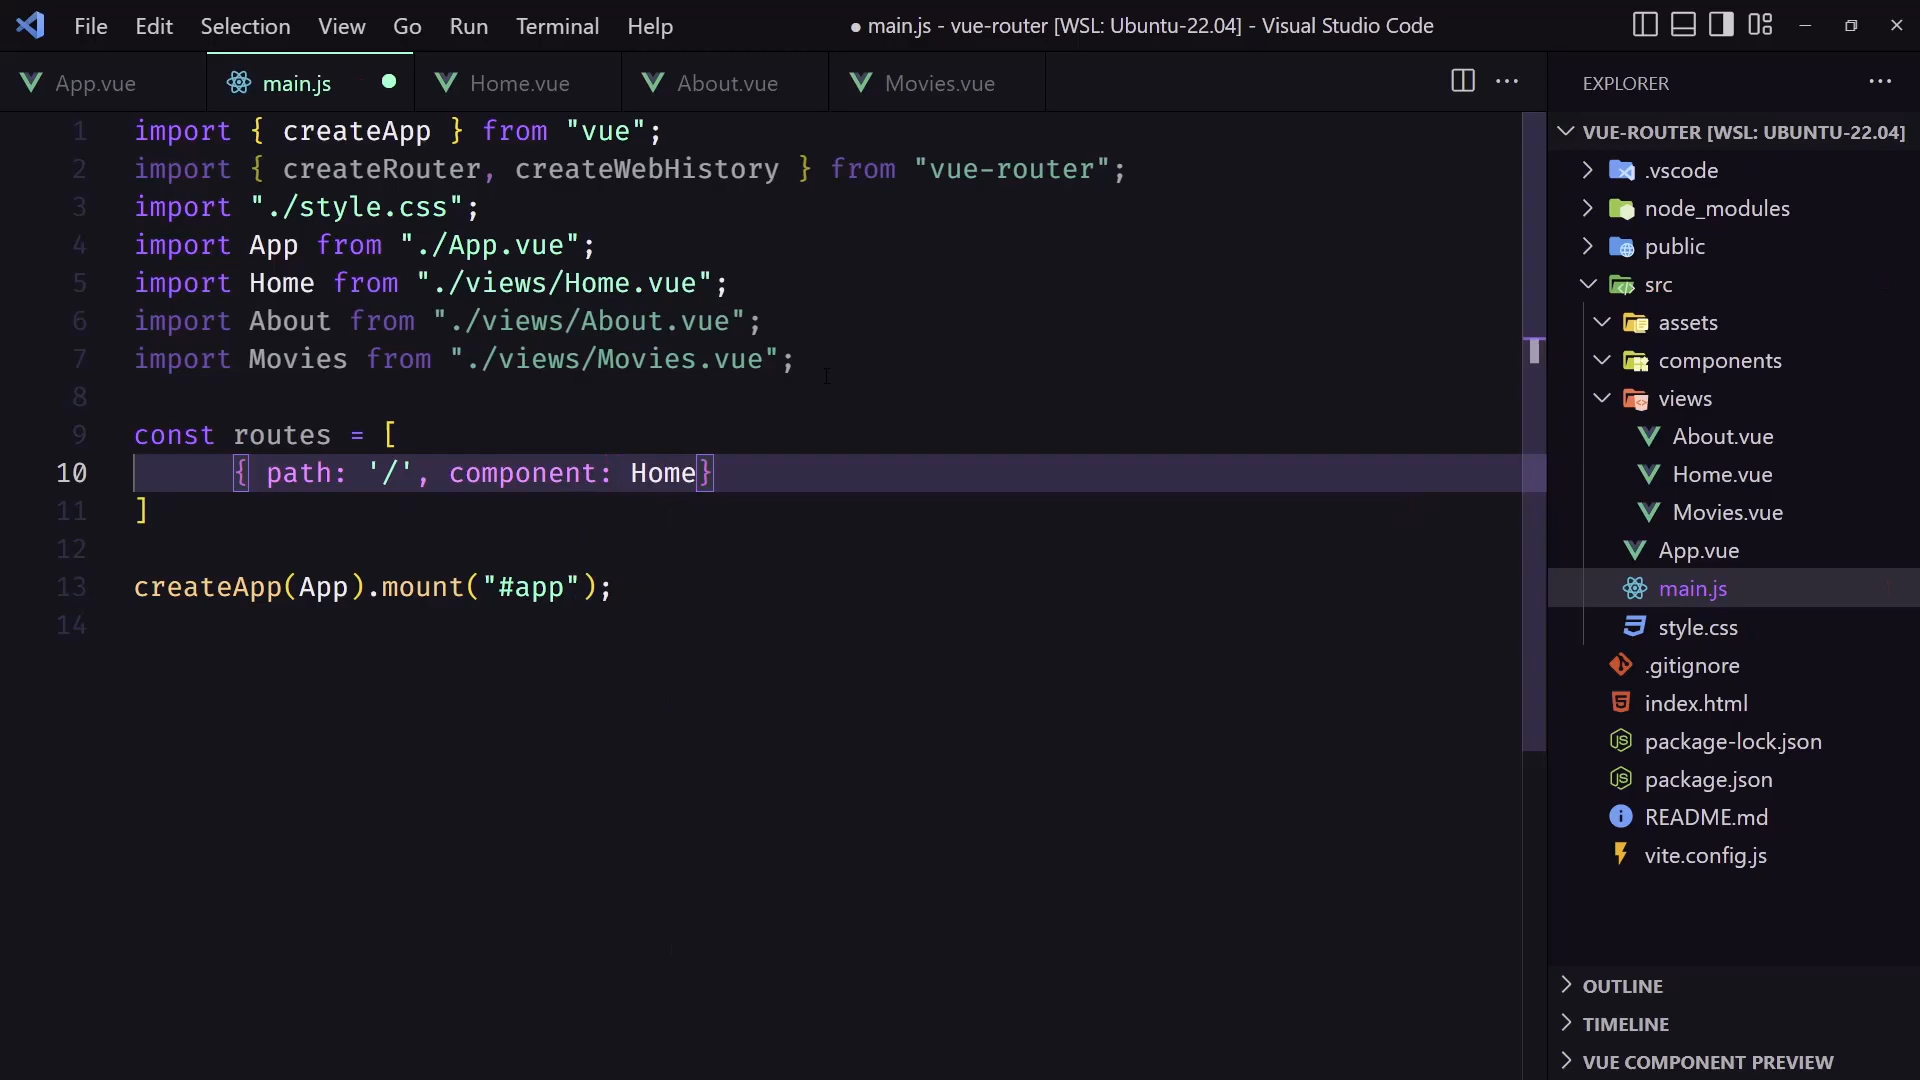 File Edit Selection View Go Run Terminal Help
● main.js - vue-router [WSL: Ubuntu-22.04] - Visual Studio Code
App.vue main.js Home.vue About.vue Movies.vue
1 import { createApp } from "vue";
2 import { createRouter, createWebHistory } from "vue-router";
3 import "./style.css";
4 import App from "./App.vue";
5 import Home from "./views/Home.vue";
6 import About from "./views/About.vue";
7 import Movies from "./views/Movies.vue";
8
9 const routes = [
10 { path: '/', component: Home}
11 ]
12
13 createApp(App).mount("#app");
14
EXPLORER
VUE-ROUTER [WSL: UBUNTU-22.04]
.vscode
node_modules
public
src
assets
components
views
About.vue
Home.vue
Movies.vue
App.vue
main.js
style.css
.gitignore
index.html
package-lock.json
package.json
README.md
vite.config.js
OUTLINE
TIMELINE
VUE COMPONENT PREVIEW